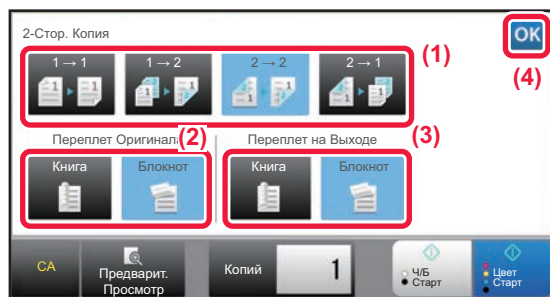 2-Стор. Копия
OK
(1)
(4)
1 → 1
1 → 2
2 → 2
2 → 1
Переплет Оригинала
(2)
Переплет на Выходе
(3)
Книга
Блокнот
Книга
Блокнот
CA
Предварит.
Просмотр
Копий
1
Ч/Б
Старт
Цвет
Старт